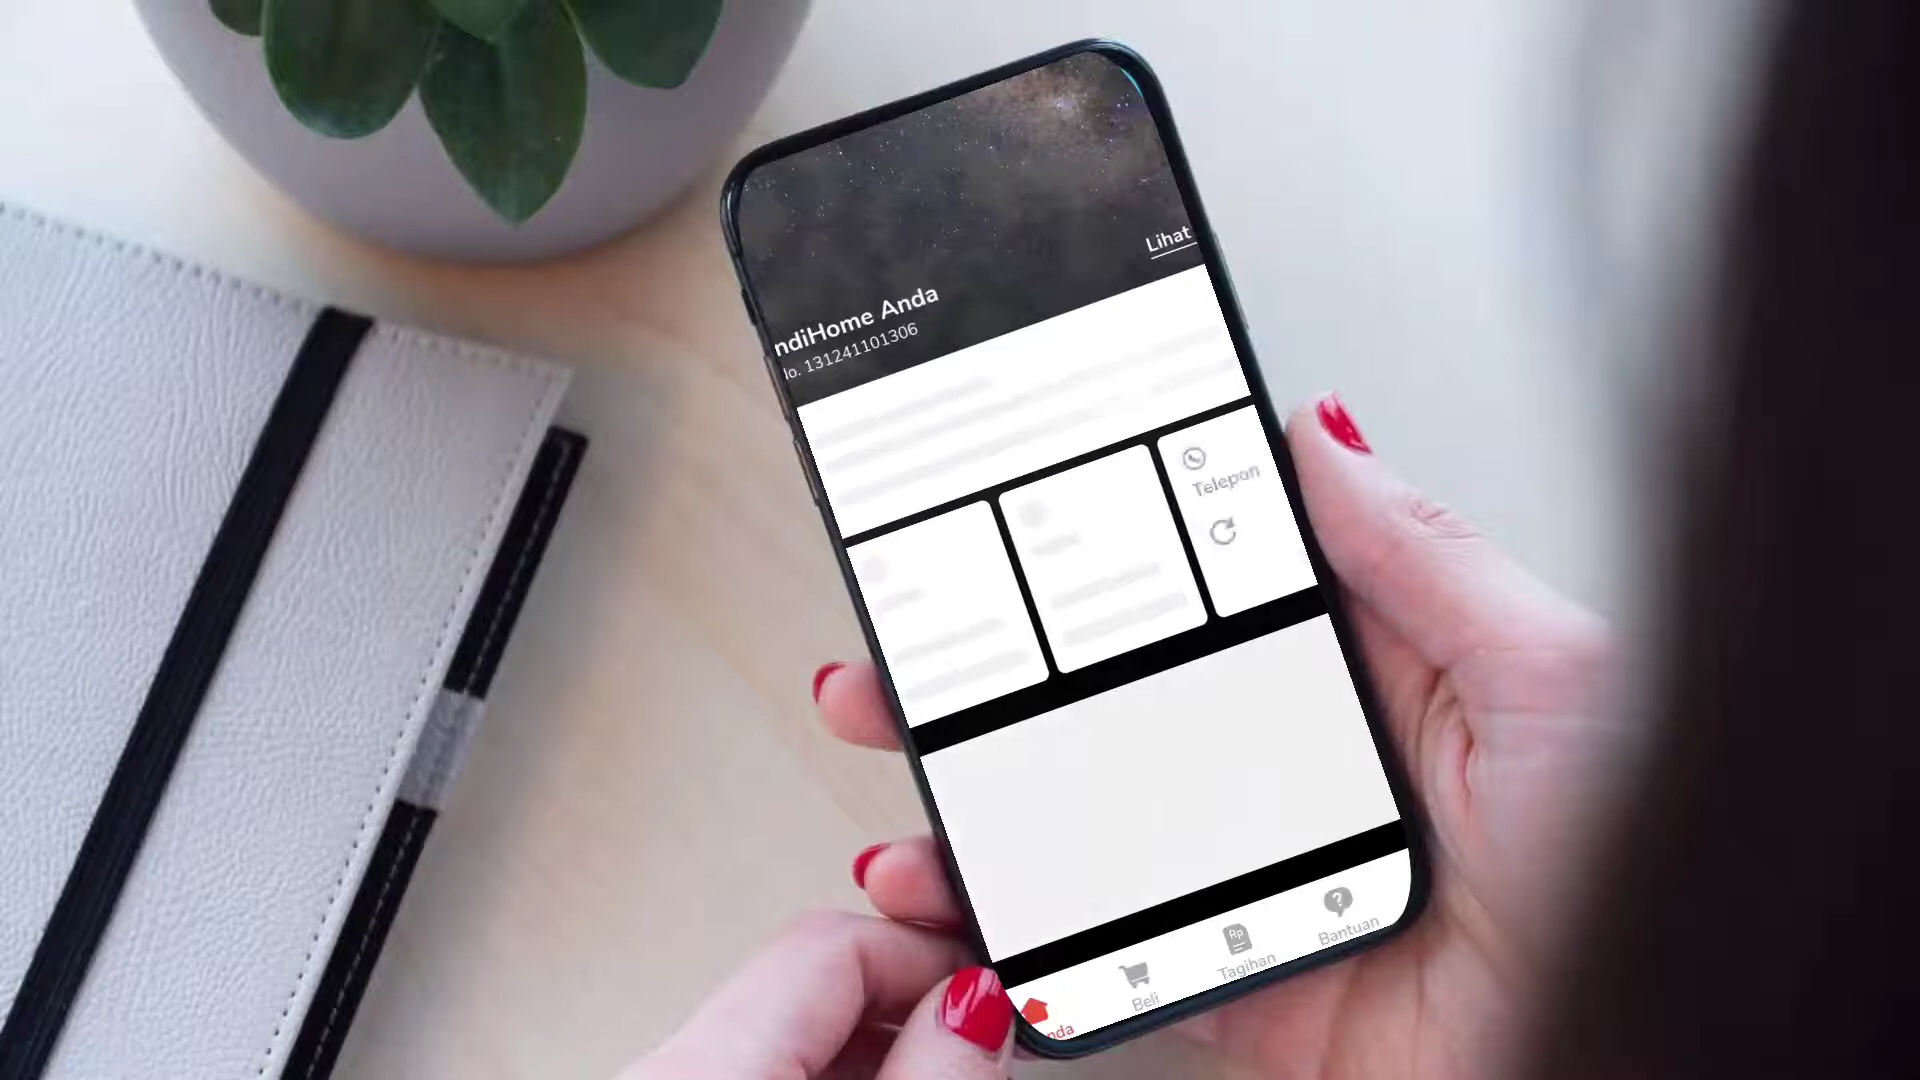 Lihat
ndiHome Anda
lo. 131241101306
Telepon
Rp
?
Bantuan
Tagihan
Beli
nda